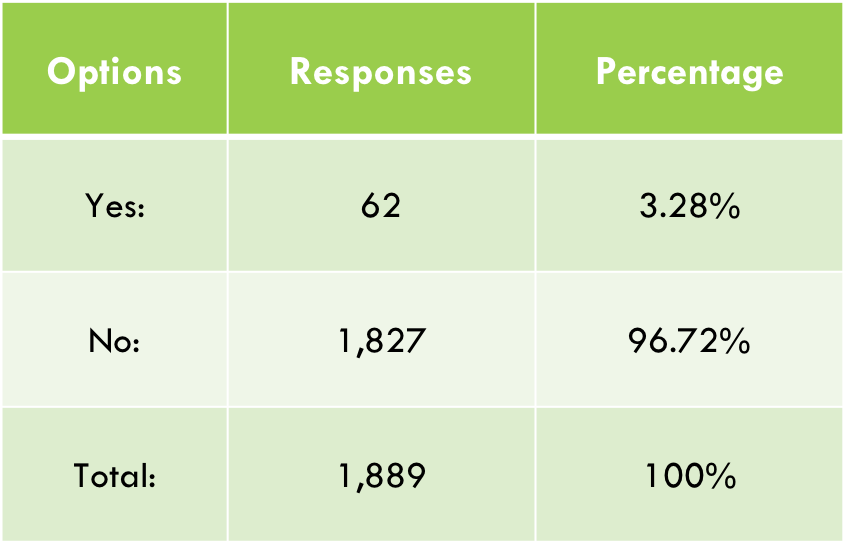 Options Responses Percentage
Yes: 62 3.28%
No: 1,827 96.72%
Total: 1,889 100%